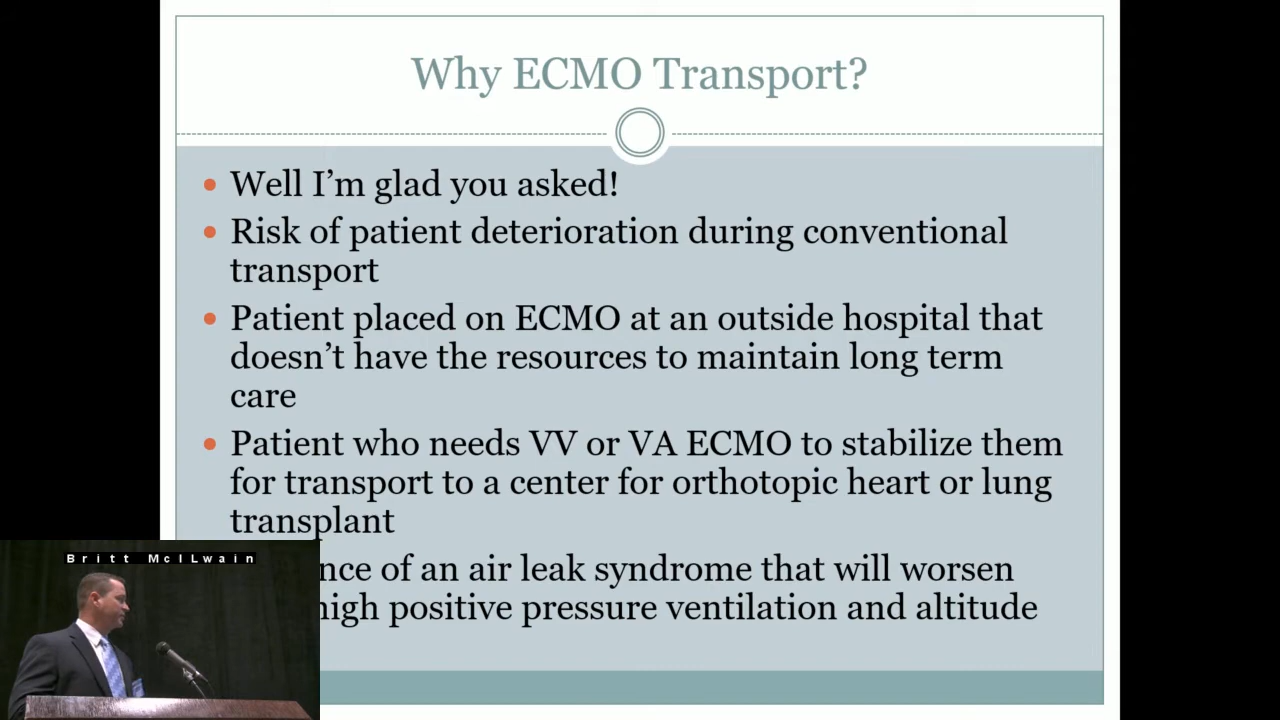 Why ECMO Transport?
Well I'm glad you asked!
Risk of patient deterioration during conventional
transport
Patient placed on ECMO at an outside hospital that
doesn't have the resources to maintain long term
care
Patient who needs VV or VA ECMO to stabilize them
for transport to a center for orthotopic heart or lung
transplant
of an air leak syndrome that will worsen
high positive pressure ventilation and altitude
Britt McILwain